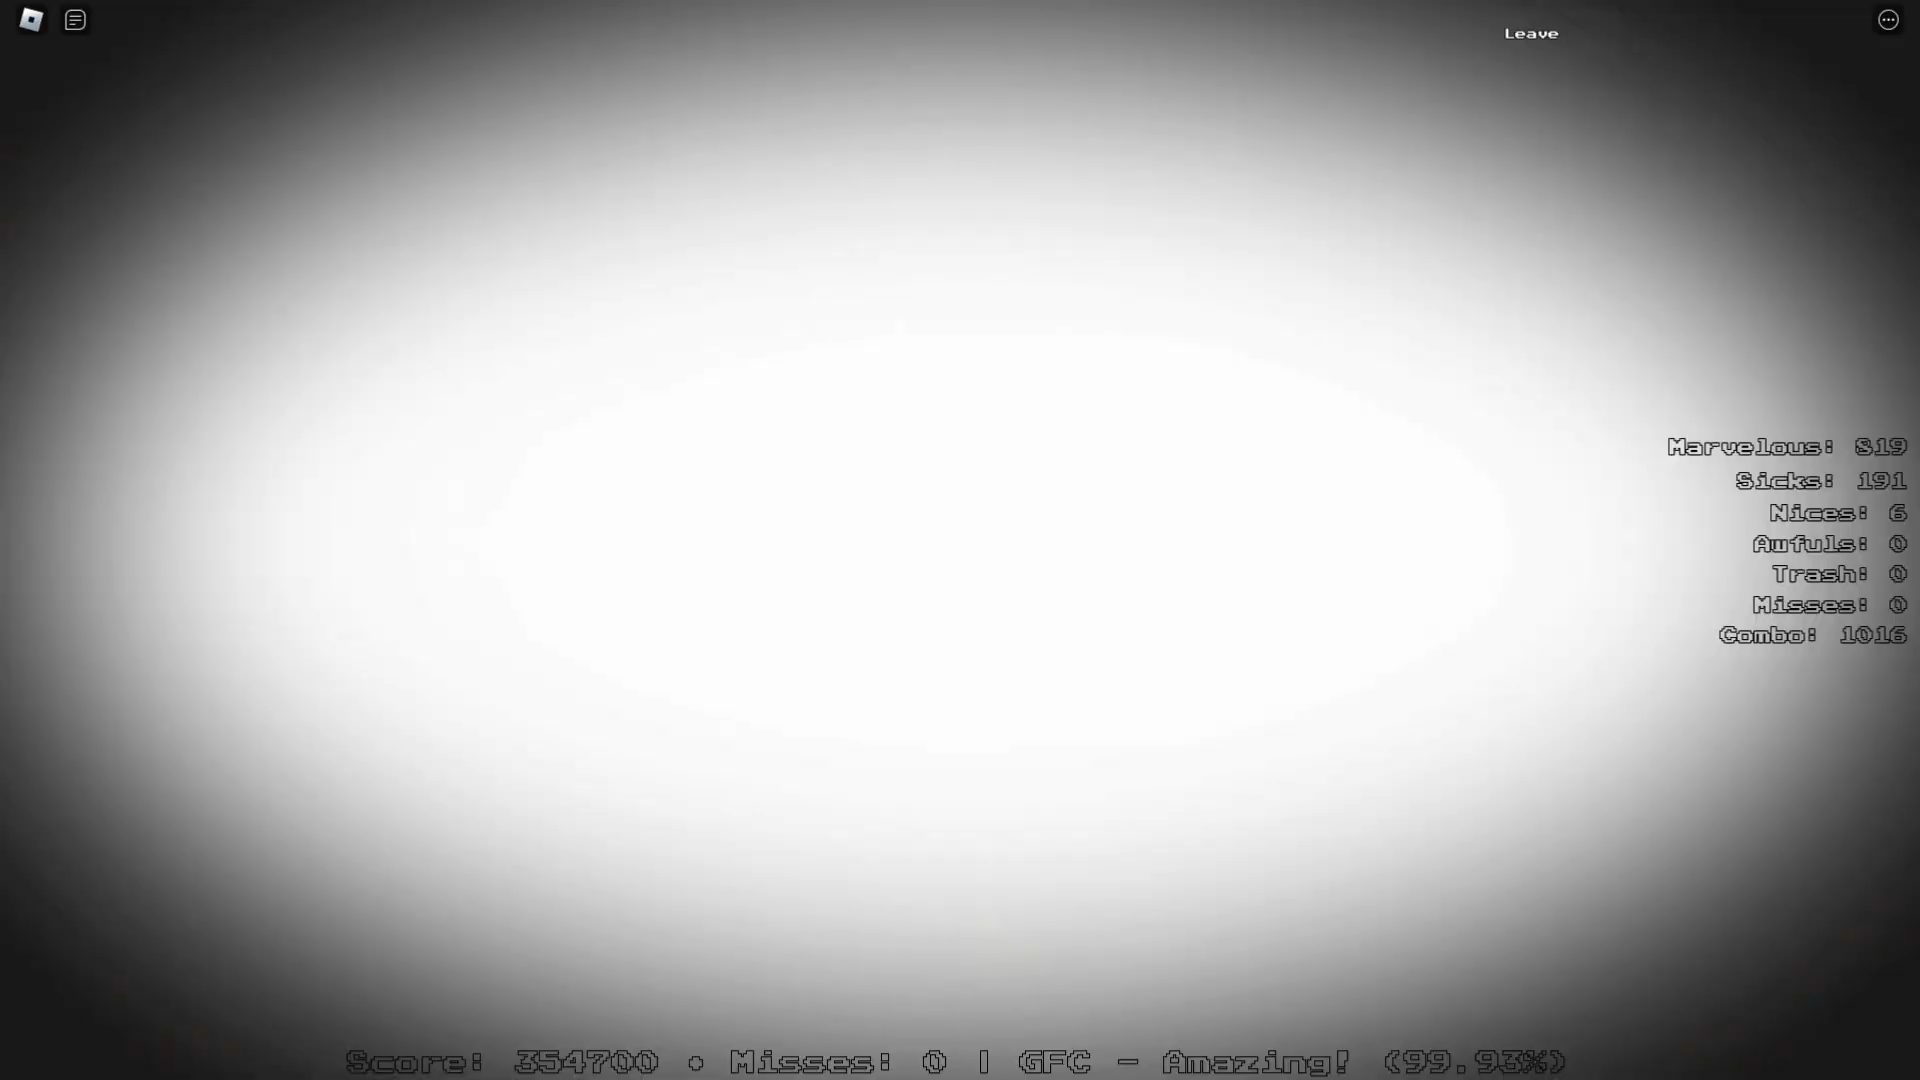 Leave
Marvelous: 819
Sicks: 191
Nices: 6
Awfuls: 0
Trash: 0
Misses: 0
Combo: 1016
Score: 354700 • Misses: 0 | GFC - Amazing! (99.93%)